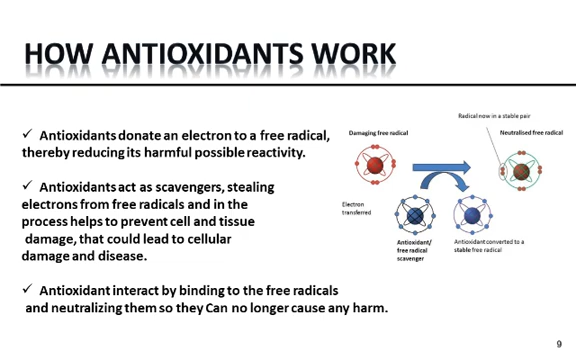 HOW ANTIOXIDANTS WORK
✓ Antioxidants donate an electron to a free radical,
thereby reducing its harmful possible reactivity.
✓ Antioxidants act as scavengers, stealing
electrons from free radicals and in the
process helps to prevent cell and tissue
damage, that could lead to cellular
damage and disease.
✓ Antioxidant interact by binding to the free radicals
and neutralizing them so they Can no longer cause any harm.
Radical now in a stable pair
Damaging free radical
Neutralised free radical
Electron
transferred
Antioxidant/
free radical
scavenger
Antioxidant converted to a
stable free radical
9